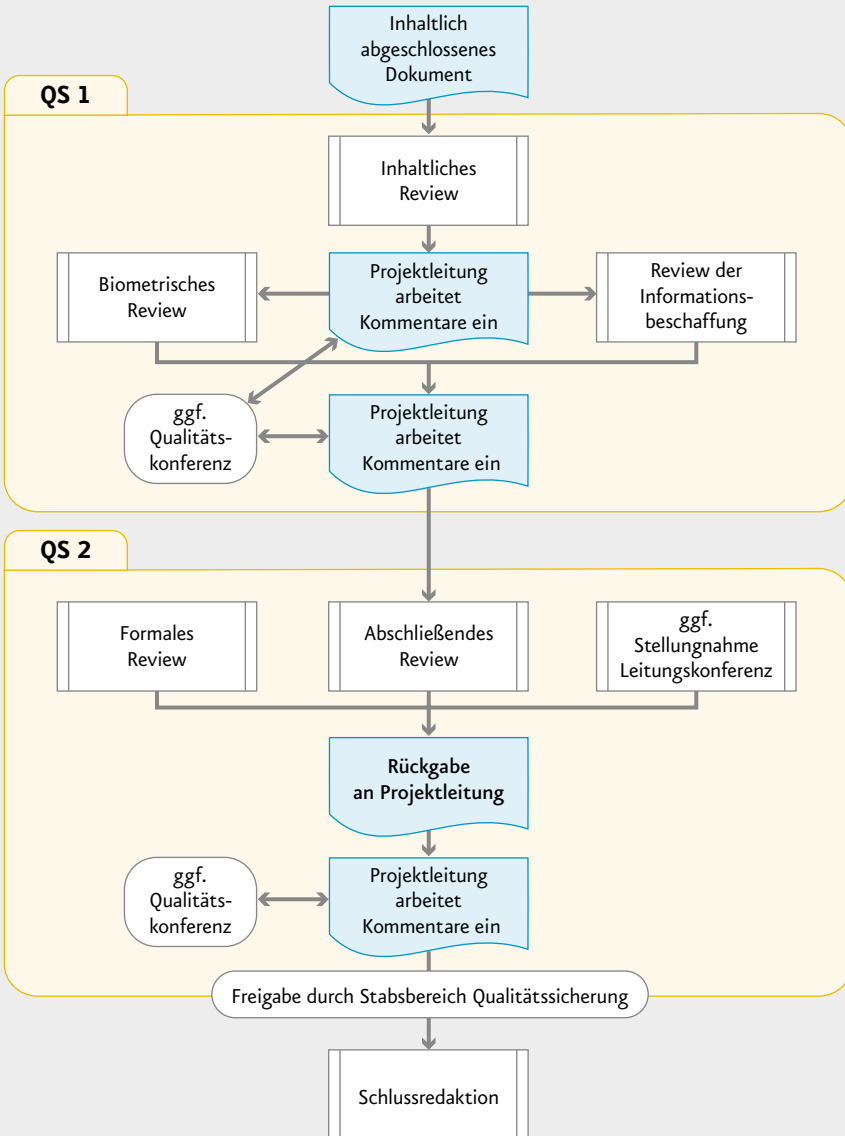 Inhaltlich
abgeschlossenes
Dokument
QS 1
Inhaltliches
Review
Biometrisches
Review
Projektleitung
arbeitet
Kommentare ein
Review der
Informations-
beschaffung
ggf.
Qualitäts-
konferenz
Projektleitung
arbeitet
Kommentare ein
QS 2
Formales
Review
Abschließendes
Review
ggf.
Stellungnahme
Leitungskonferenz
Rückgabe
an Projektleitung
ggf.
Qualitäts-
konferenz
Projektleitung
arbeitet
Kommentare ein
Freigabe durch Stabsbereich Qualitätssicherung
Schlussredaktion